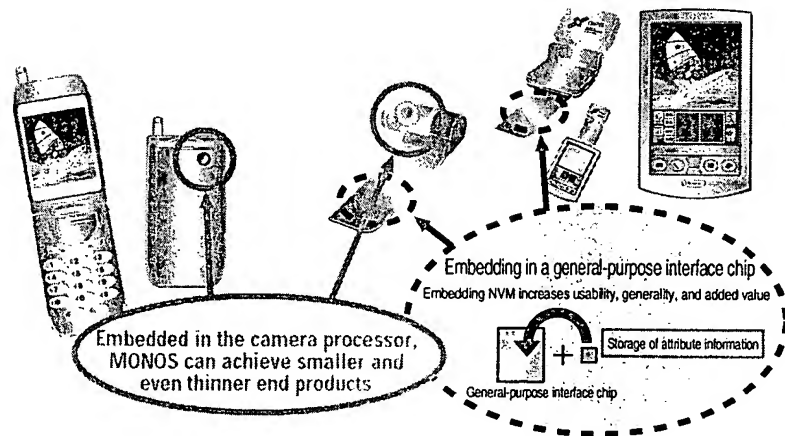 Embedding in a general-purpose interface chip
Embedding NVM increases usability, generality, and added value
Embedded in the camera processor,
MONOS can achieve smaller and
even thinner end products
+
Storage of attribute information
General-purpose interface chip